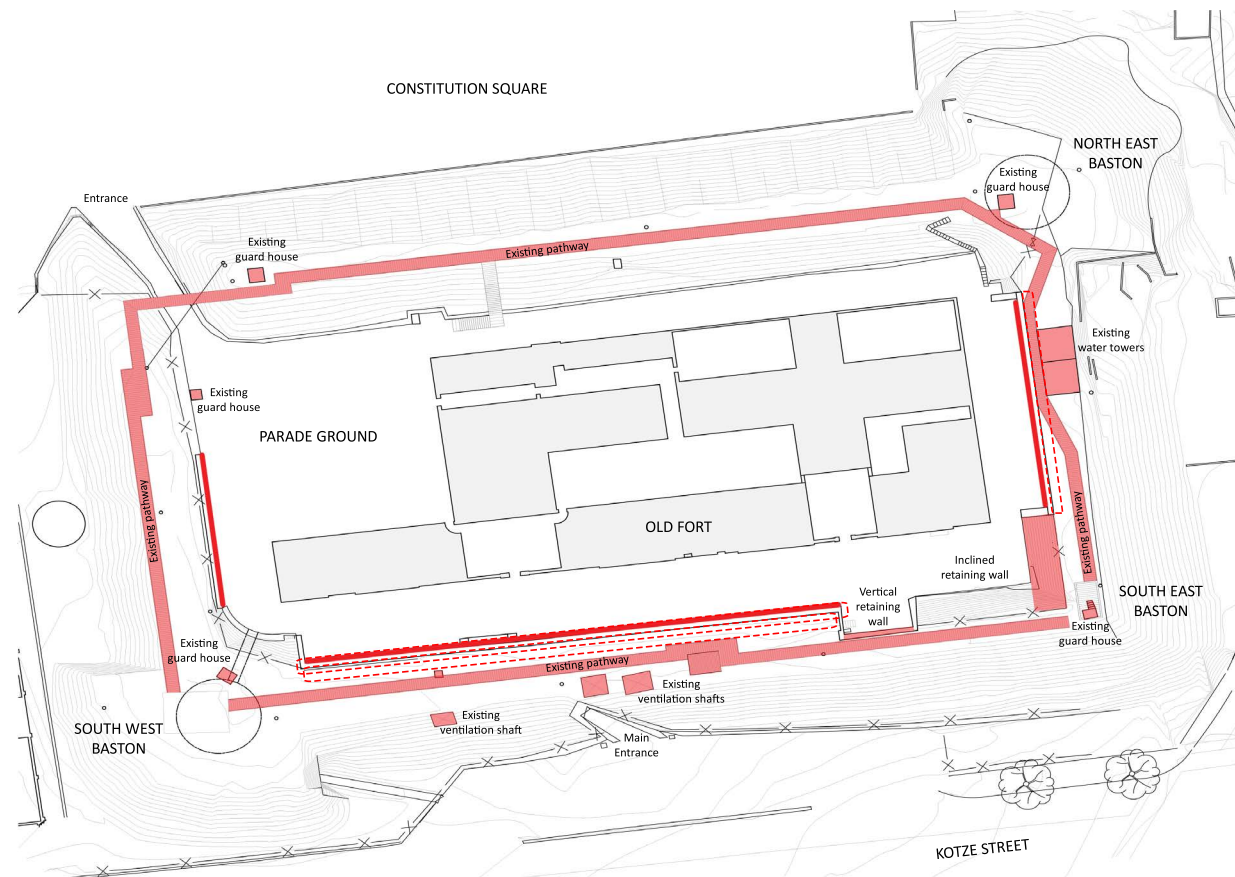 CONSTITUTION SQUARE
NORTH EAST
BASTON
Existing
guard house
Entrance
Existing
guard house
Existing pathway
Existing
water towers
Existing
guard house
PARADE GROUND
Existing pathway
OLD FORT
Existing pathway
Inclined
retaining wall
Vertical
retaining
wall
SOUTH EAST
BASTON
Existing
guard house
Existing
guard house
Existing pathway
Existing
ventilation shafts
Existing
ventilation shaft
SOUTH WEST
BASTON
Main
Entrance
KOTZE STREET